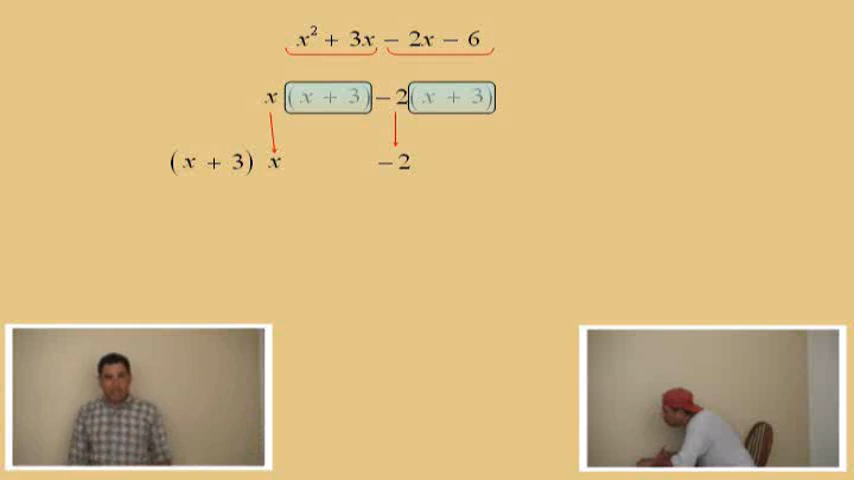 x² + 3x − 2x − 6
x (x + 3) − 2 (x + 3)
(x + 3) x − 2